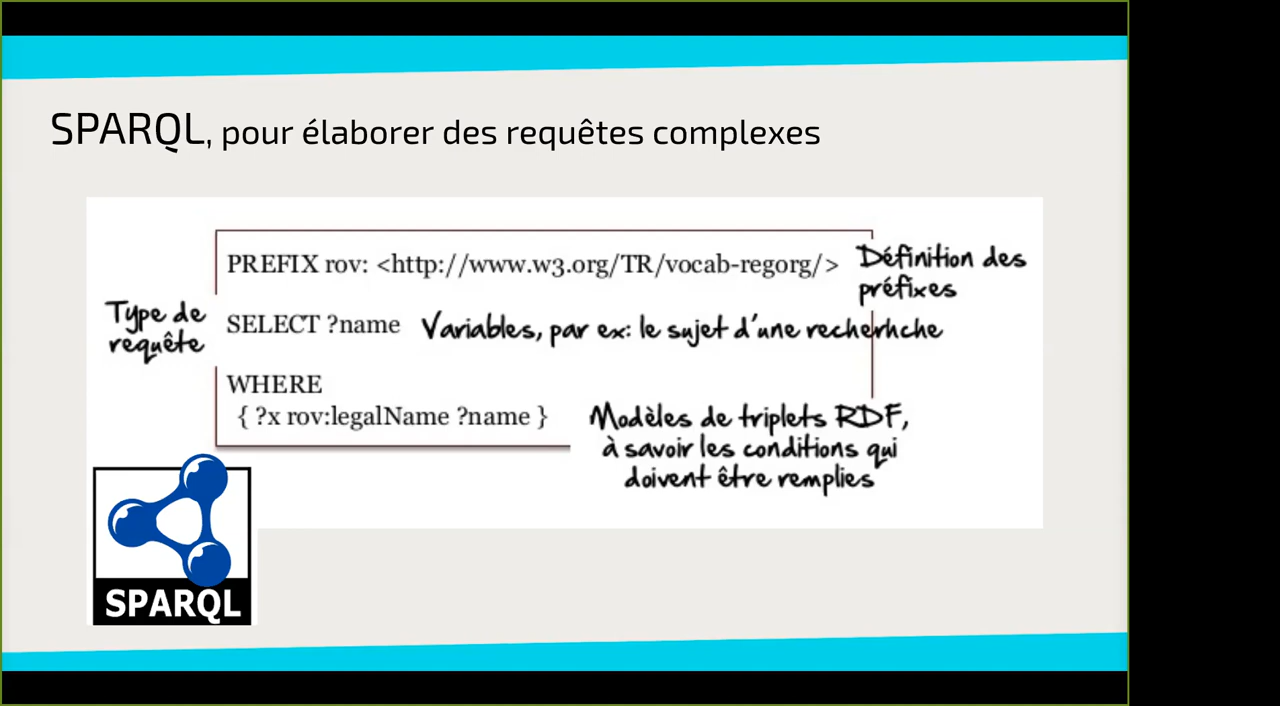 SPARQL, pour élaborer des requêtes complexes
PREFIX rov: <http://www.w3.org/TR/vocab-regorg/>
Définition des
préfixes
Type de
requête
SELECT ?name
Variables, par ex: le sujet d'une recherhche
WHERE
{ ?x rov:legalName ?name }
Modèles de triplets RDF,
à savoir les conditions qui
doivent être remplies
SPARQL